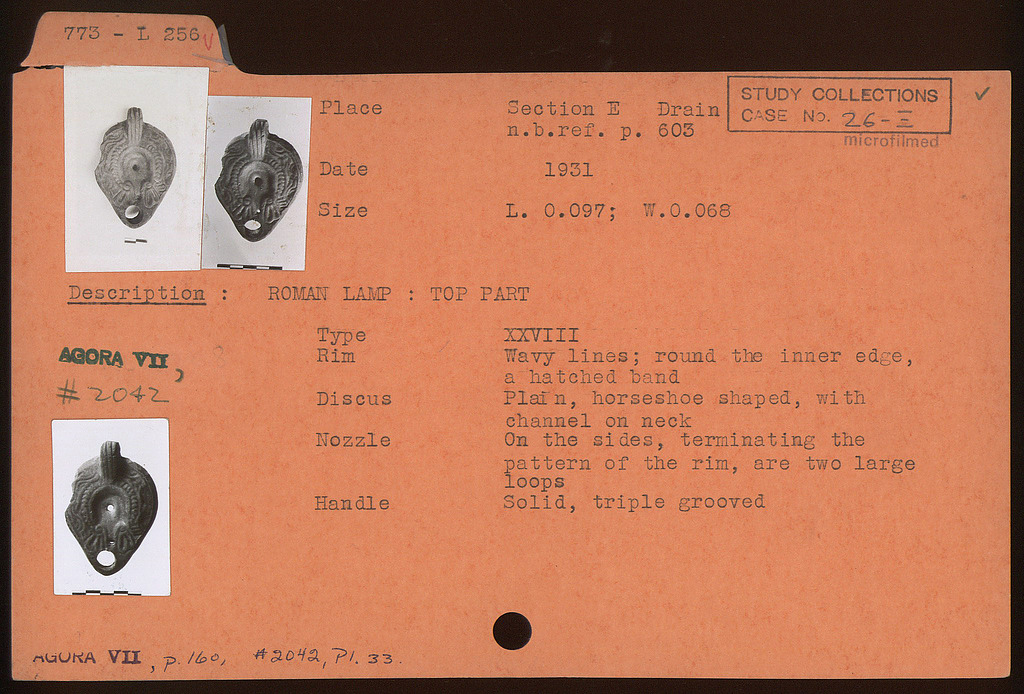 773 - L 256 v
Place Section E Drain
n.b.ref. p. 603
STUDY COLLECTIONS
CASE No. 26-Ξ
✓
microfilmed
Date 1931
Size L. 0.097; W.0.068
Description : ROMAN LAMP : TOP PART
Type XXVIII
Rim Wavy lines; round the inner edge,
a hatched band
Discus Plain, horseshoe shaped, with
channel on neck
Nozzle On the sides, terminating the
pattern of the rim, are two large
loops
Handle Solid, triple grooved
AGORA VII,
# 2042
AGORA VII, p. 160, #2042, Pl. 33.